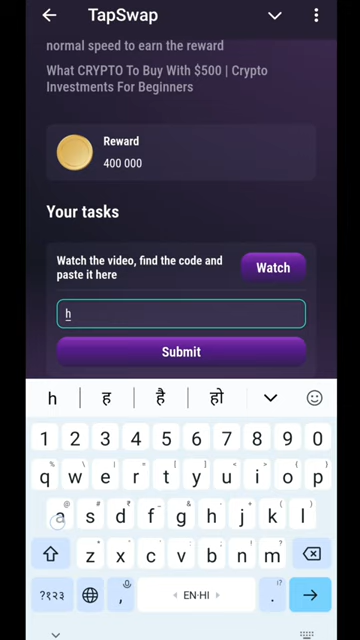 TapSwap
normal speed to earn the reward
What CRYPTO To Buy With $500 | Crypto
Investments For Beginners
Reward
400 000
Your tasks
Watch the video, find the code and
paste it here
Watch
h
Submit
h ह है हो
1 2 3 4 5 6 7 8 9 0
q w e r t y u i o p
a s d f g h j k l
z x c v b n m
?१२३ , EN·HI .